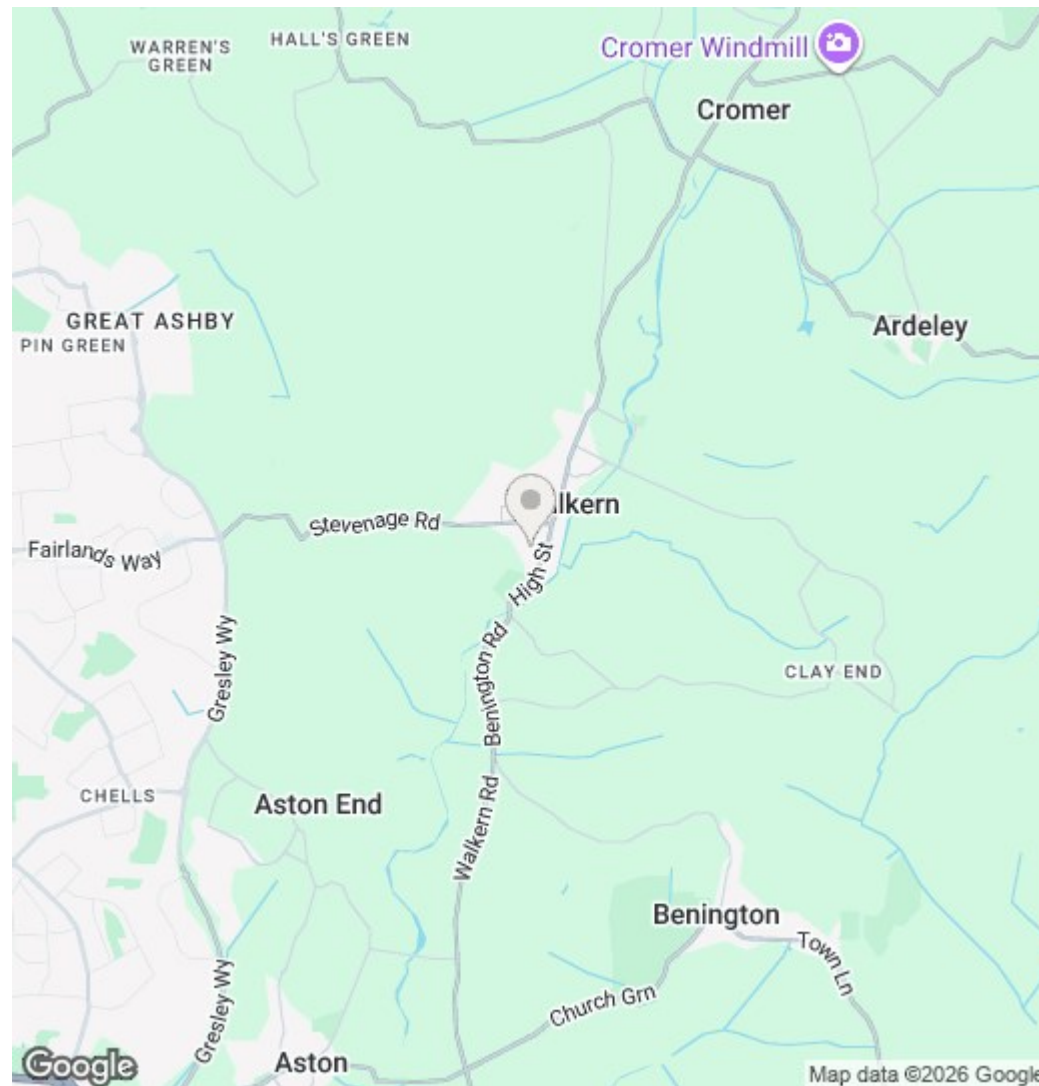 WARREN'S
GREEN
HALL'S GREEN
Cromer Windmill
Cromer
GREAT ASHBY
PIN GREEN
Ardeley
alkern
Stevenage Rd
Fairlands Way
High St
Gresley Wy
Benington Rd
CLAY END
CHELLS
Aston End
Walkern Rd
Benington
Town Ln
Church Grn
Gresley Wy
Aston
Google
Map data ©2026 Google